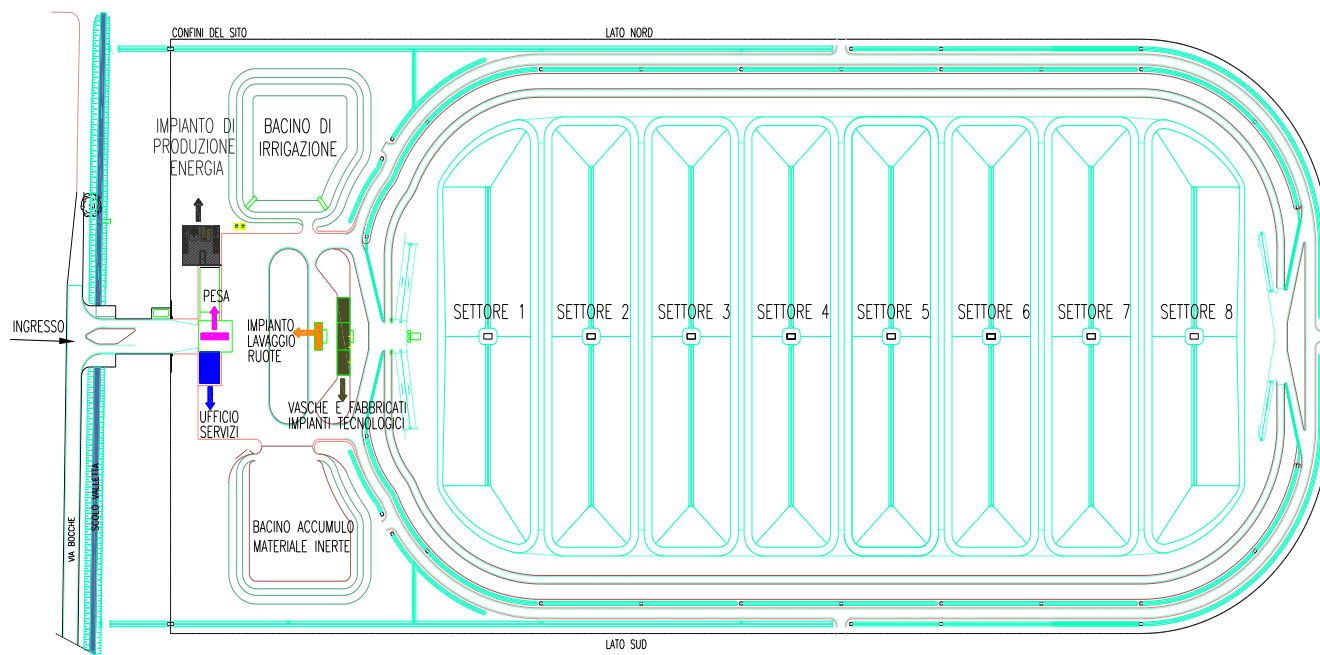 CONFINI DEL SITO
LATO NORD
IMPIANTO DI
PRODUZIONE
ENERGIA
BACINO DI
IRRIGAZIONE
PESA
INGRESSO
IMPIANTO
LAVAGGIO
RUOTE
SETTORE 1
SETTORE 2
SETTORE 3
SETTORE 4
SETTORE 5
SETTORE 6
SETTORE 7
SETTORE 8
UFFICIO
SERVIZI
VASCHE E FABBRICATI
IMPIANTI TECNOLOGICI
VIA BOCCHE
SCOLO VALLETTA
BACINO ACCUMULO
MATERIALE INERTE
LATO SUD